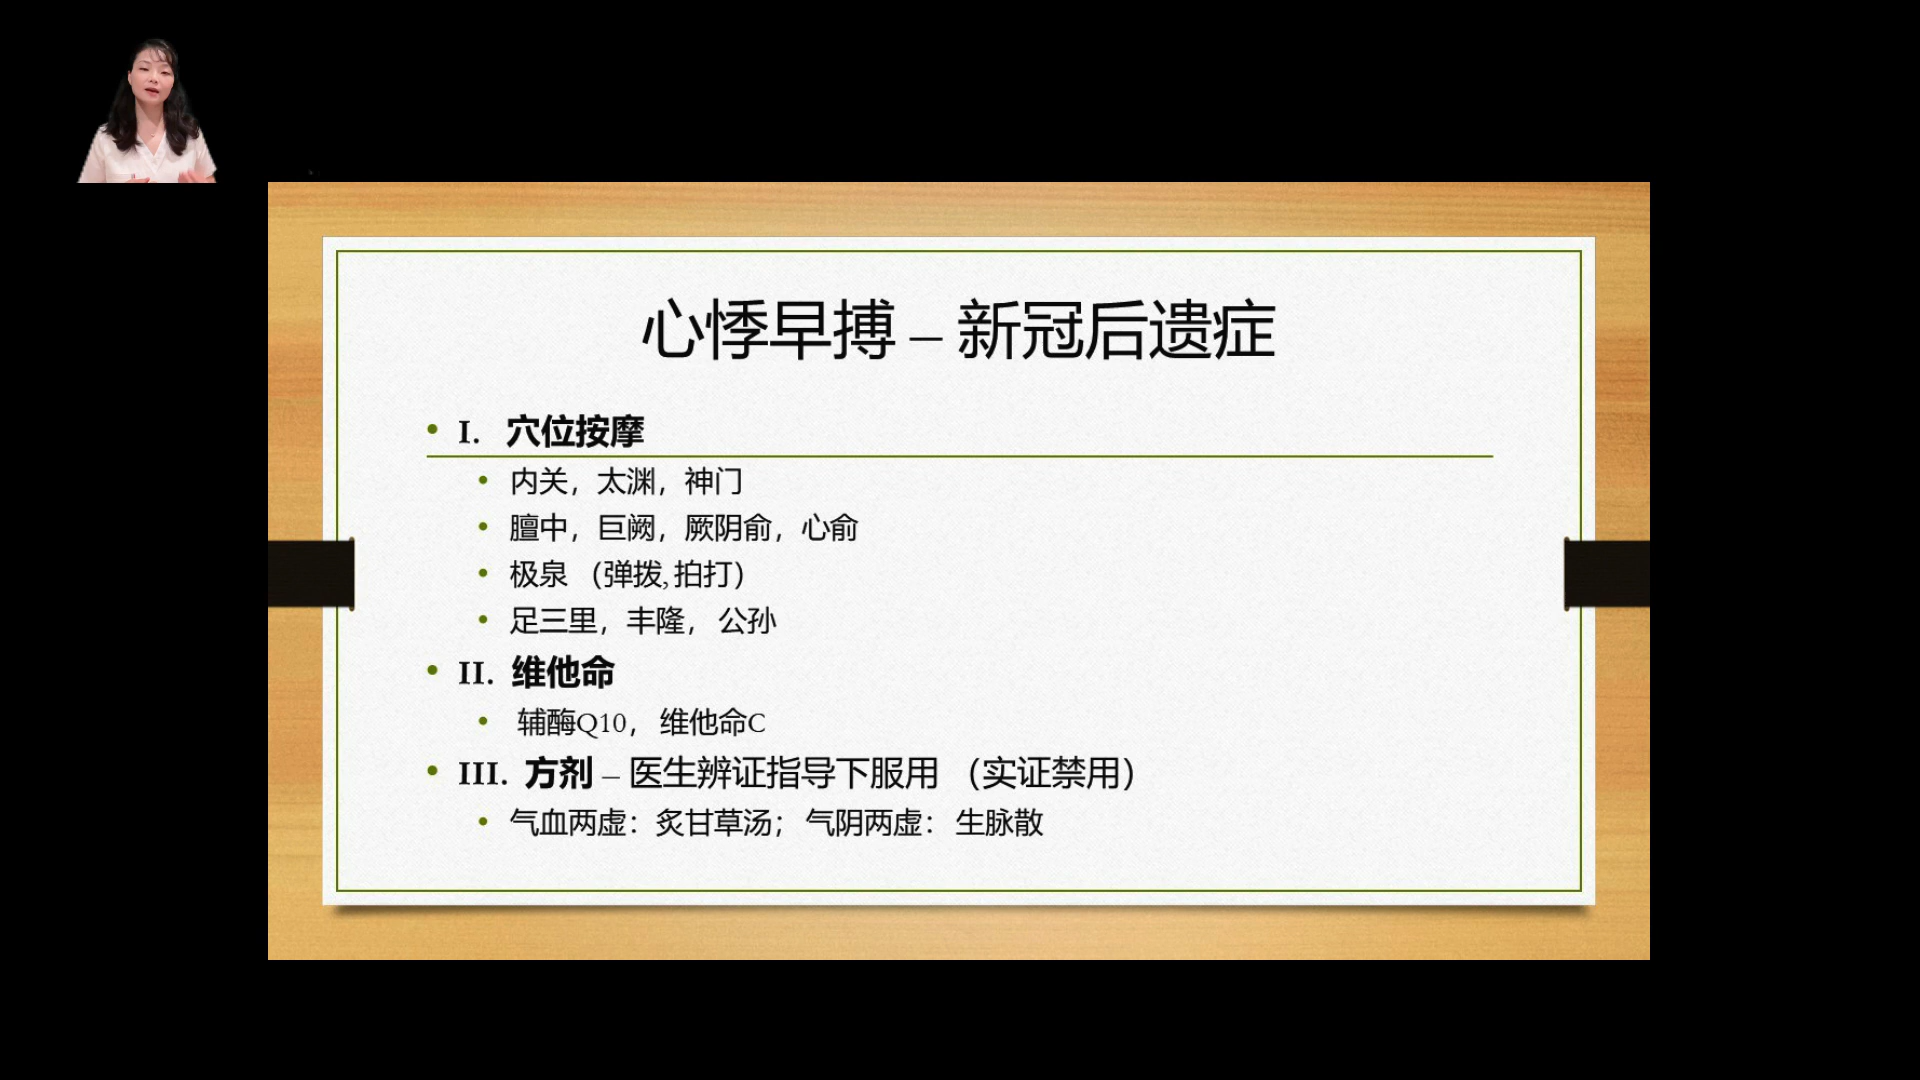 心悸早搏 – 新冠后遗症
• I. 穴位按摩
• 内关，太渊，神门
• 膻中，巨阙，厥阴俞，心俞
• 极泉 （弹拨, 拍打）
• 足三里，丰隆， 公孙
• II. 维他命
• 辅酶Q10， 维他命C
• III. 方剂 – 医生辨证指导下服用 （实证禁用）
• 气血两虚：炙甘草汤； 气阴两虚： 生脉散